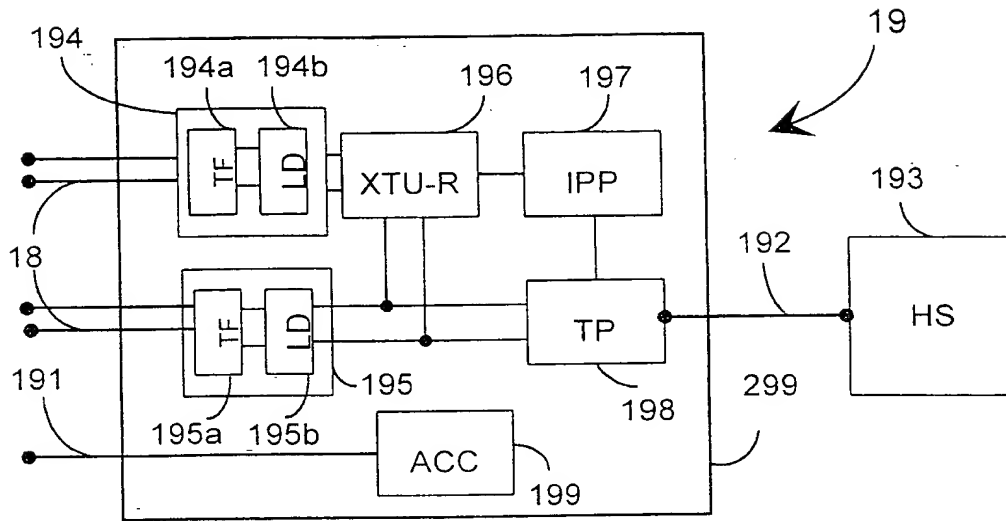 19
194
194a
194b
196
197
TF
LD
XTU-R
IPP
193
18
192
TF
LD
TP
HS
191
195
198
299
195a
195b
ACC
199